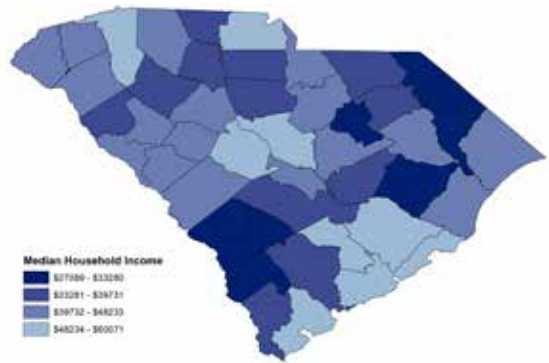 Median Household Income
$27089 - $33280
$33281 - $39731
$39732 - $48233
$48234 - $60071